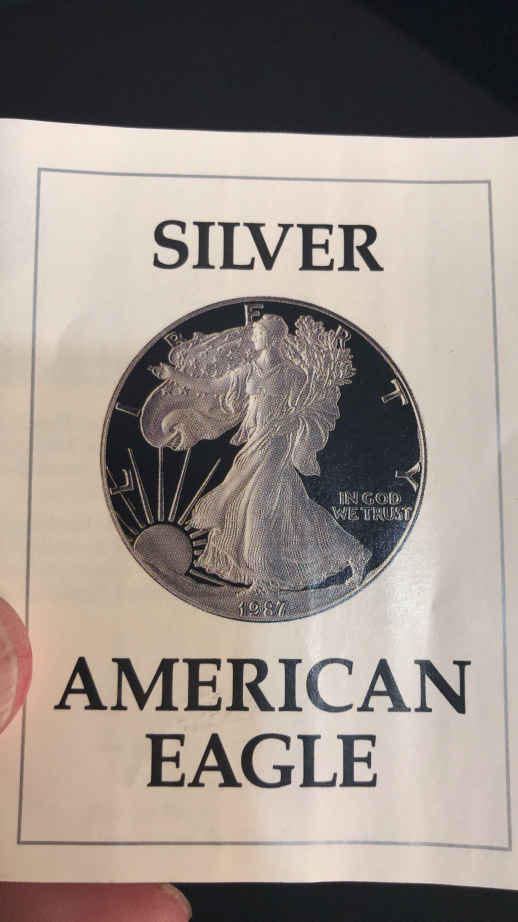 SILVER
LIBERTY
IN GOD
WE TRUST
1987
AMERICAN
EAGLE